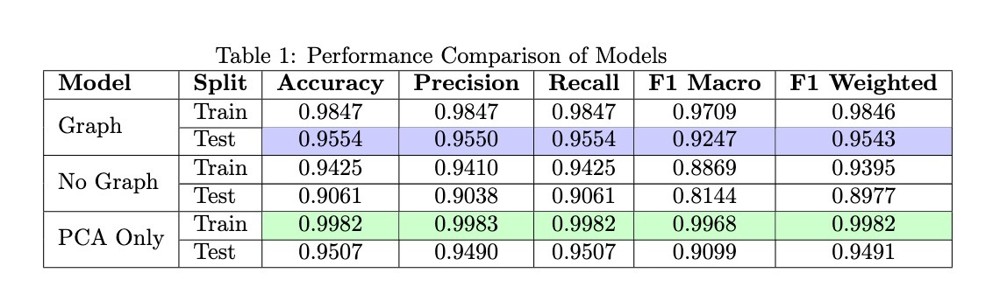 Table 1: Performance Comparison of Models
Model Split Accuracy Precision Recall F1 Macro F1 Weighted
Graph Train 0.9847 0.9847 0.9847 0.9709 0.9846
Test 0.9554 0.9550 0.9554 0.9247 0.9543
No Graph Train 0.9425 0.9410 0.9425 0.8869 0.9395
Test 0.9061 0.9038 0.9061 0.8144 0.8977
PCA Only Train 0.9982 0.9983 0.9982 0.9968 0.9982
Test 0.9507 0.9490 0.9507 0.9099 0.9491